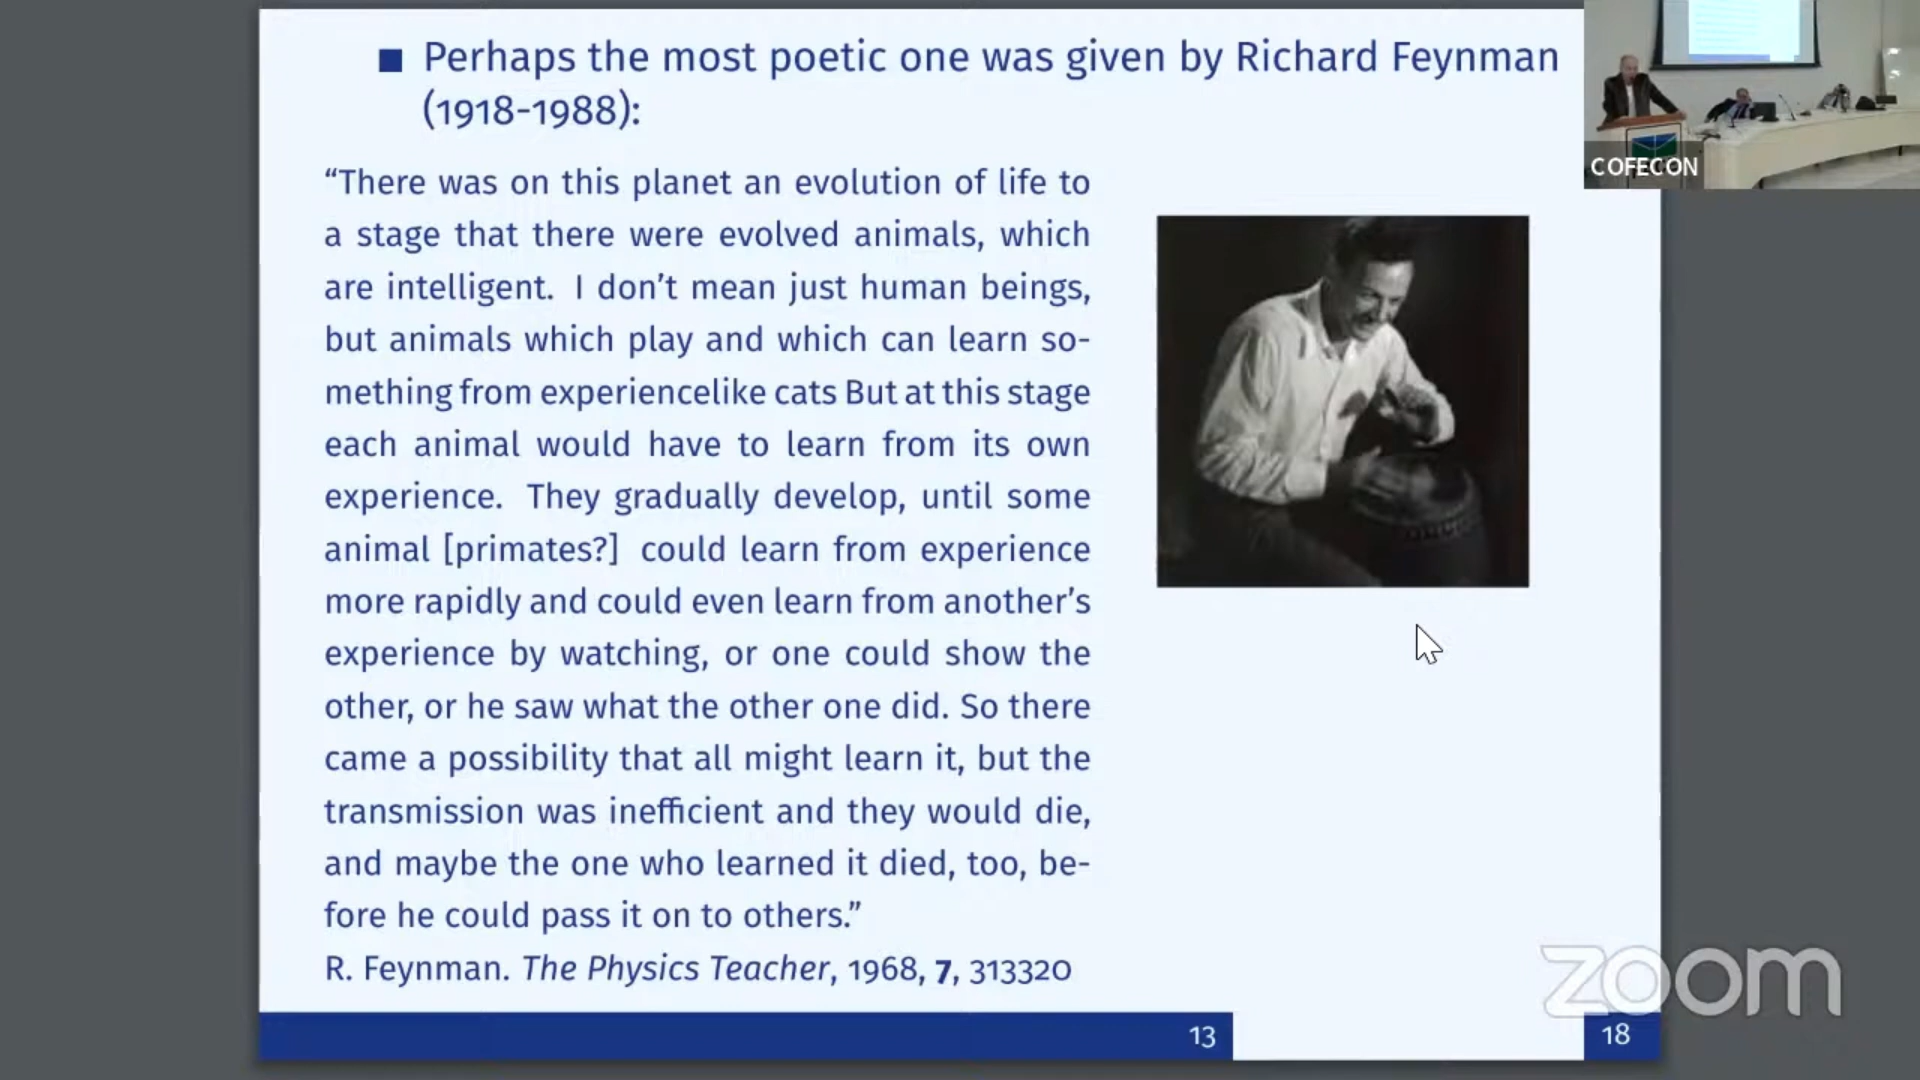 ■ Perhaps the most poetic one was given by Richard Feynman
(1918-1988):
“There was on this planet an evolution of life to
a stage that there were evolved animals, which
are intelligent. I don’t mean just human beings,
but animals which play and which can learn so-
mething from experiencelike cats But at this stage
each animal would have to learn from its own
experience. They gradually develop, until some
animal [primates?] could learn from experience
more rapidly and could even learn from another’s
experience by watching, or one could show the
other, or he saw what the other one did. So there
came a possibility that all might learn it, but the
transmission was inefficient and they would die,
and maybe the one who learned it died, too, be-
fore he could pass it on to others.”
R. Feynman. The Physics Teacher, 1968, 7, 313320
COFECON
zoom
13
18